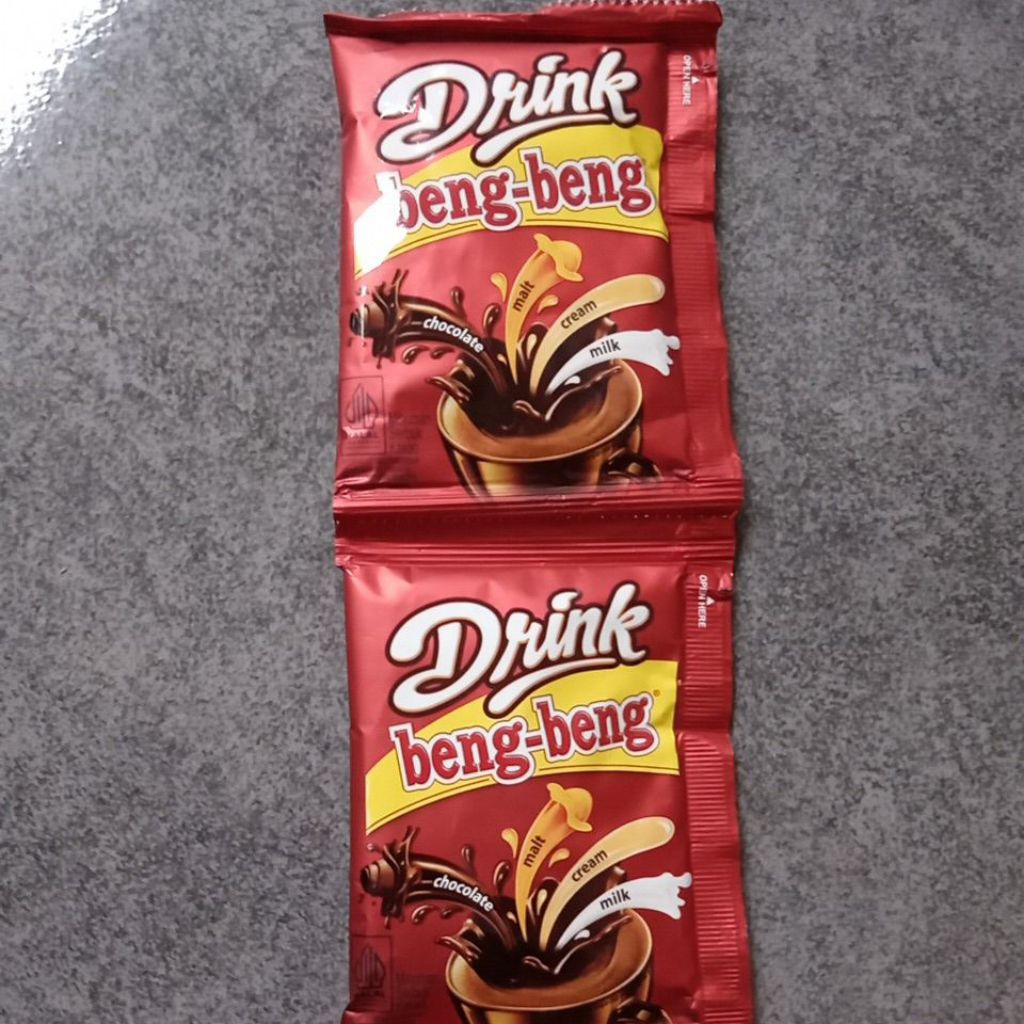 Drink
OPEN HERE
beng-beng
malt
cream
chocolate
milk
Drink
OPEN HERE
beng-beng
malt
cream
chocolate
milk